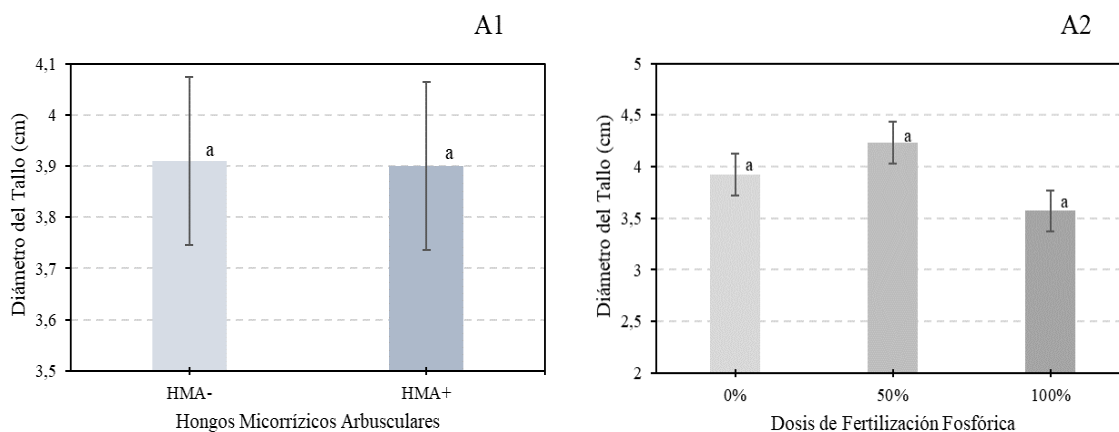 A1
Diámetro del Tallo (cm)
4,1
4
3,9
3,8
3,7
3,6
3,5
a
a
HMA-
HMA+
Hongos Micorrízicos Arbusculares
A2
Diámetro del Tallo (cm)
5
4,5
4
3,5
3
2,5
2
a
a
a
0%
50%
100%
Dosis de Fertilización Fosfórica